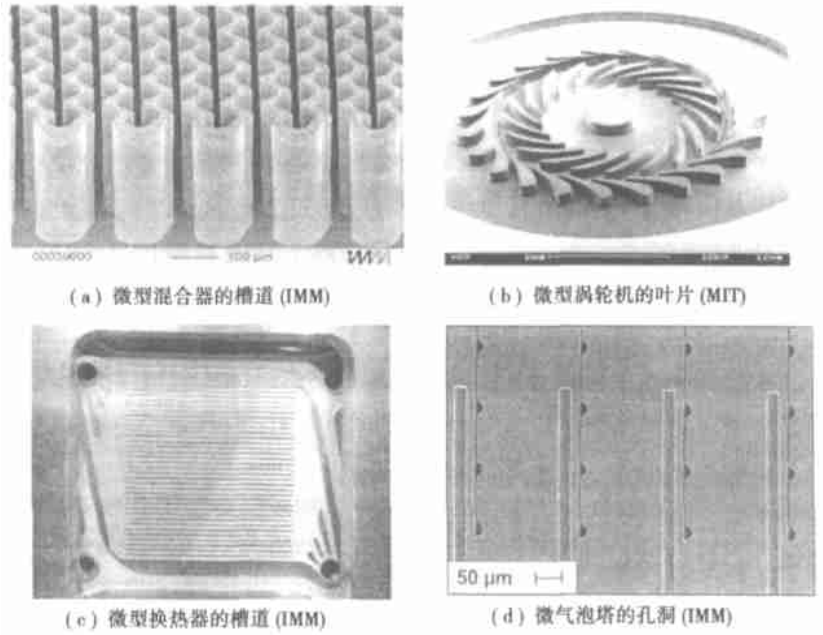 (a) 微型混合器的槽道(IMM)
(b) 微型涡轮机的叶片(MIT)
(c) 微型换热器的槽道(IMM)
50 μm
(d) 微气泡塔的孔洞(IMM)